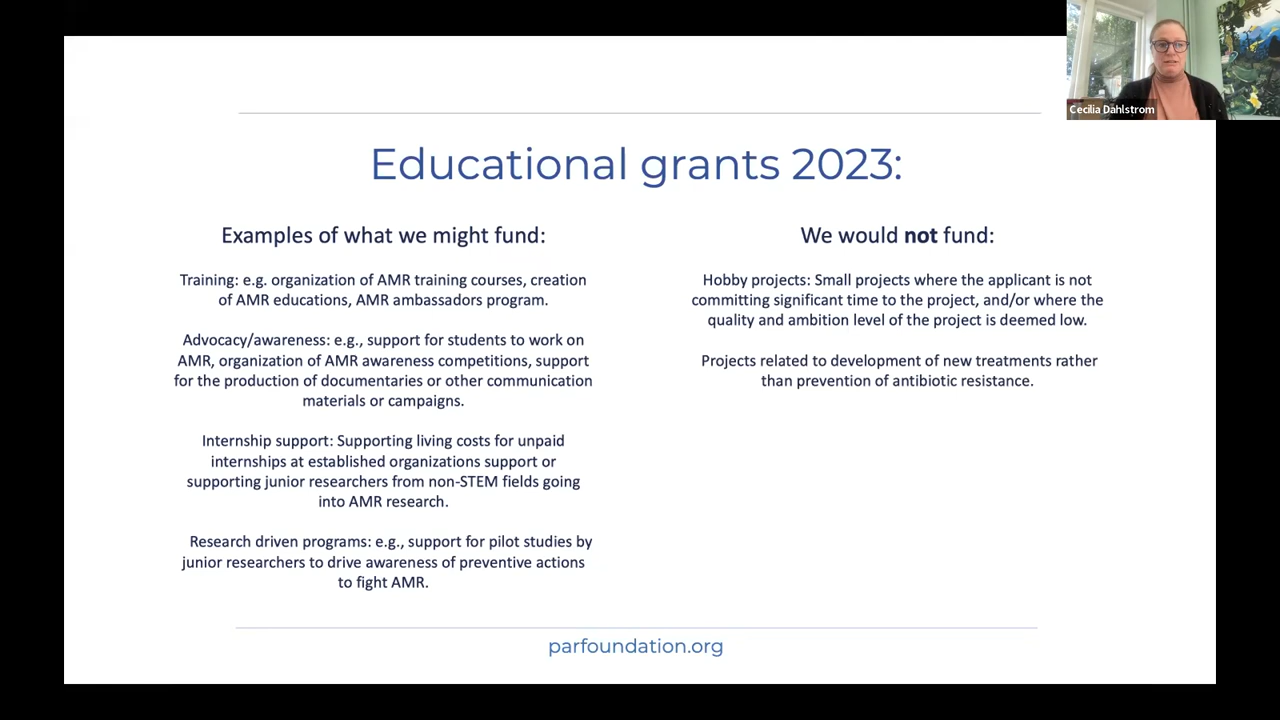 Cecilia Dahlstrom
Educational grants 2023:
Examples of what we might fund:
Training: e.g. organization of AMR training courses, creation
of AMR educations, AMR ambassadors program.
Advocacy/awareness: e.g., support for students to work on
AMR, organization of AMR awareness competitions, support
for the production of documentaries or other communication
materials or campaigns.
Internship support: Supporting living costs for unpaid
internships at established organizations support or
supporting junior researchers from non-STEM fields going
into AMR research.
Research driven programs: e.g., support for pilot studies by
junior researchers to drive awareness of preventive actions
to fight AMR.
We would not fund:
Hobby projects: Small projects where the applicant is not
committing significant time to the project, and/or where the
quality and ambition level of the project is deemed low.
Projects related to development of new treatments rather
than prevention of antibiotic resistance.
parfoundation.org